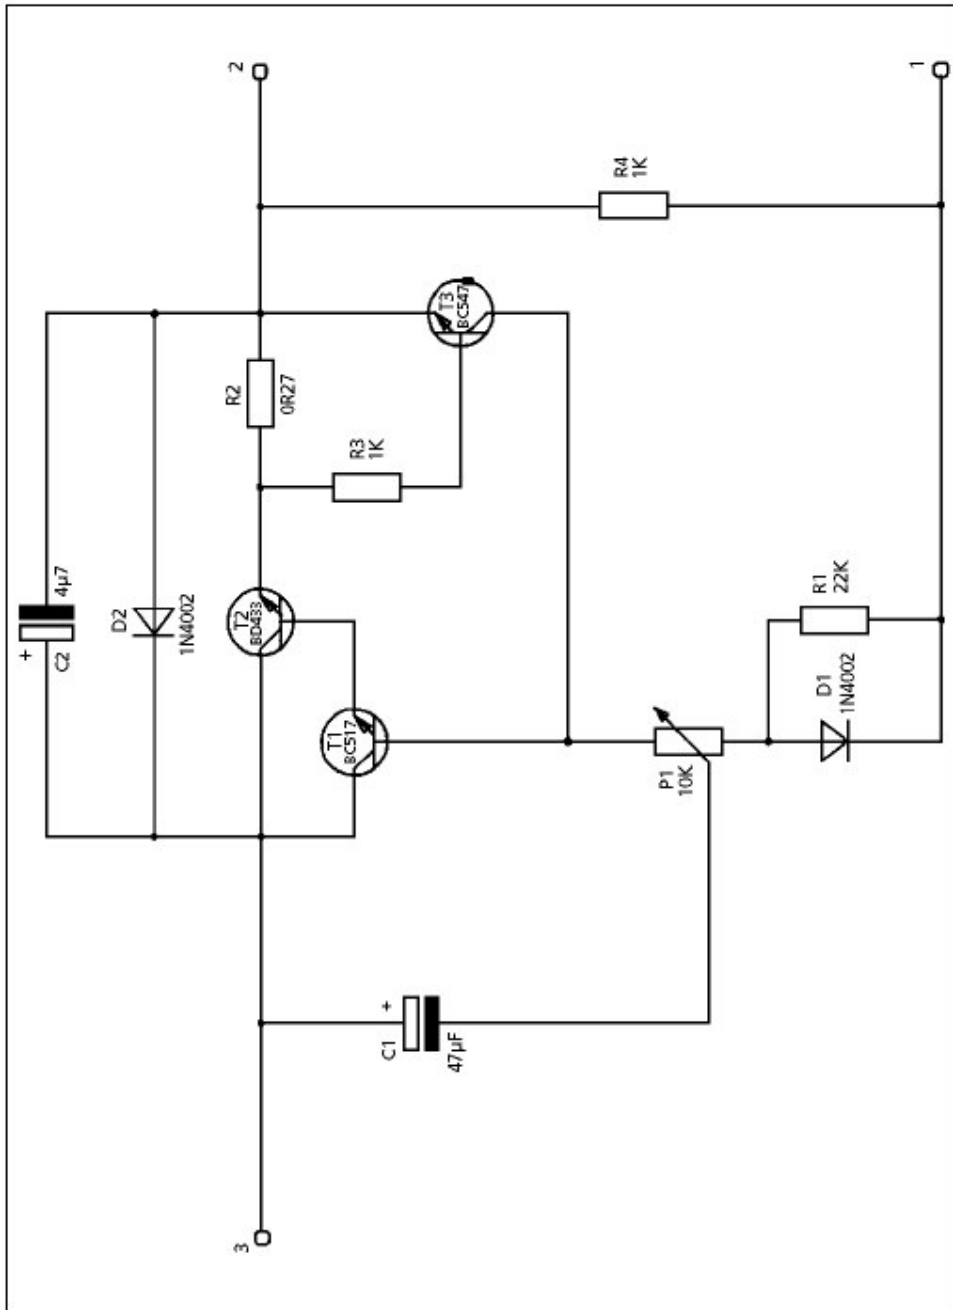 2
1
R4
1K
T3
BC547
R2
0R27
R3
1K
4µ7
+
C2
D2
1N4002
T2
BD433
T1
BC517
R1
22K
D1
1N4002
P1
10K
+
C1
47µF
3